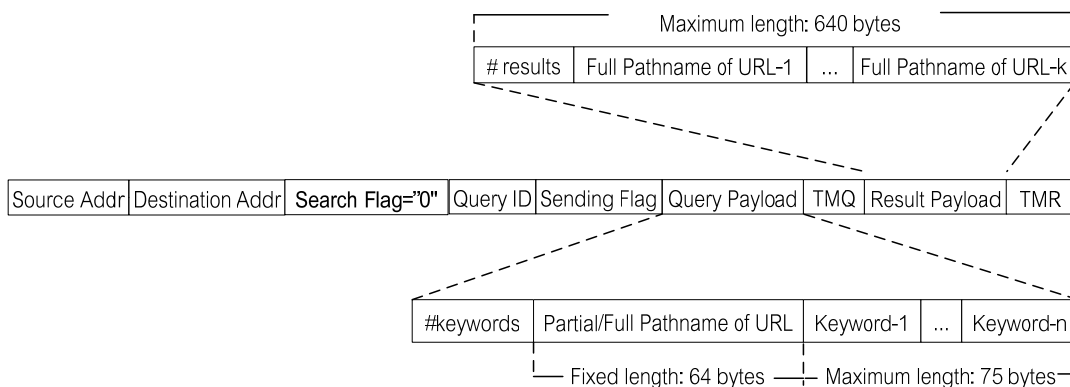 Maximum length: 640 bytes
# results Full Pathname of URL-1 ... Full Pathname of URL-k
Source Addr Destination Addr Search Flag="0" Query ID Sending Flag Query Payload TMQ Result Payload TMR
#keywords Partial/Full Pathname of URL Keyword-1 ... Keyword-n
Fixed length: 64 bytes Maximum length: 75 bytes